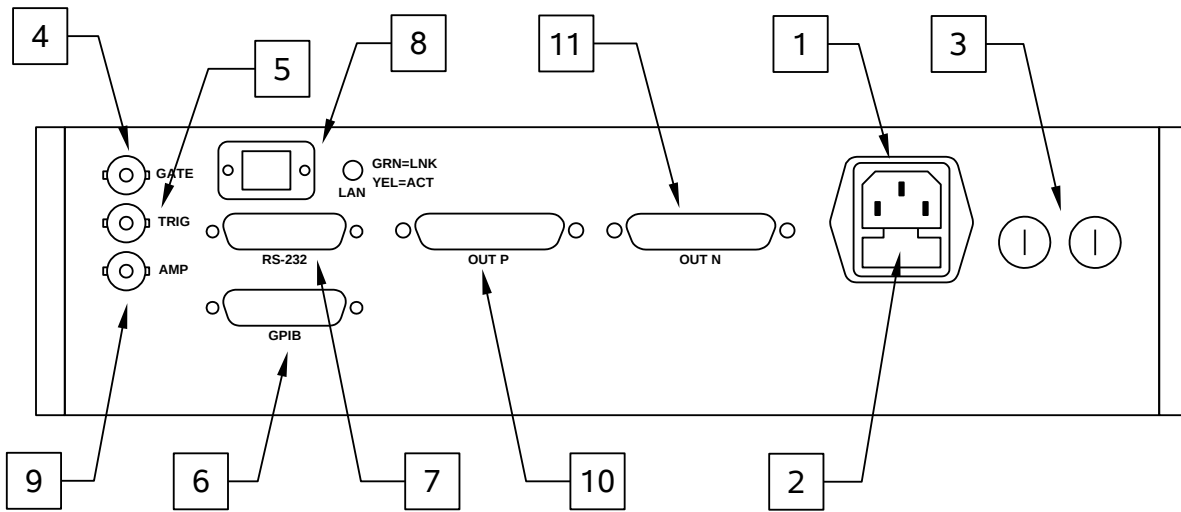 4
5
8
11
1
3
GATE
GRN=LNK
YEL=ACT
LAN
TRIG
RS-232
OUT P
OUT N
AMP
GPIB
9
6
7
10
2